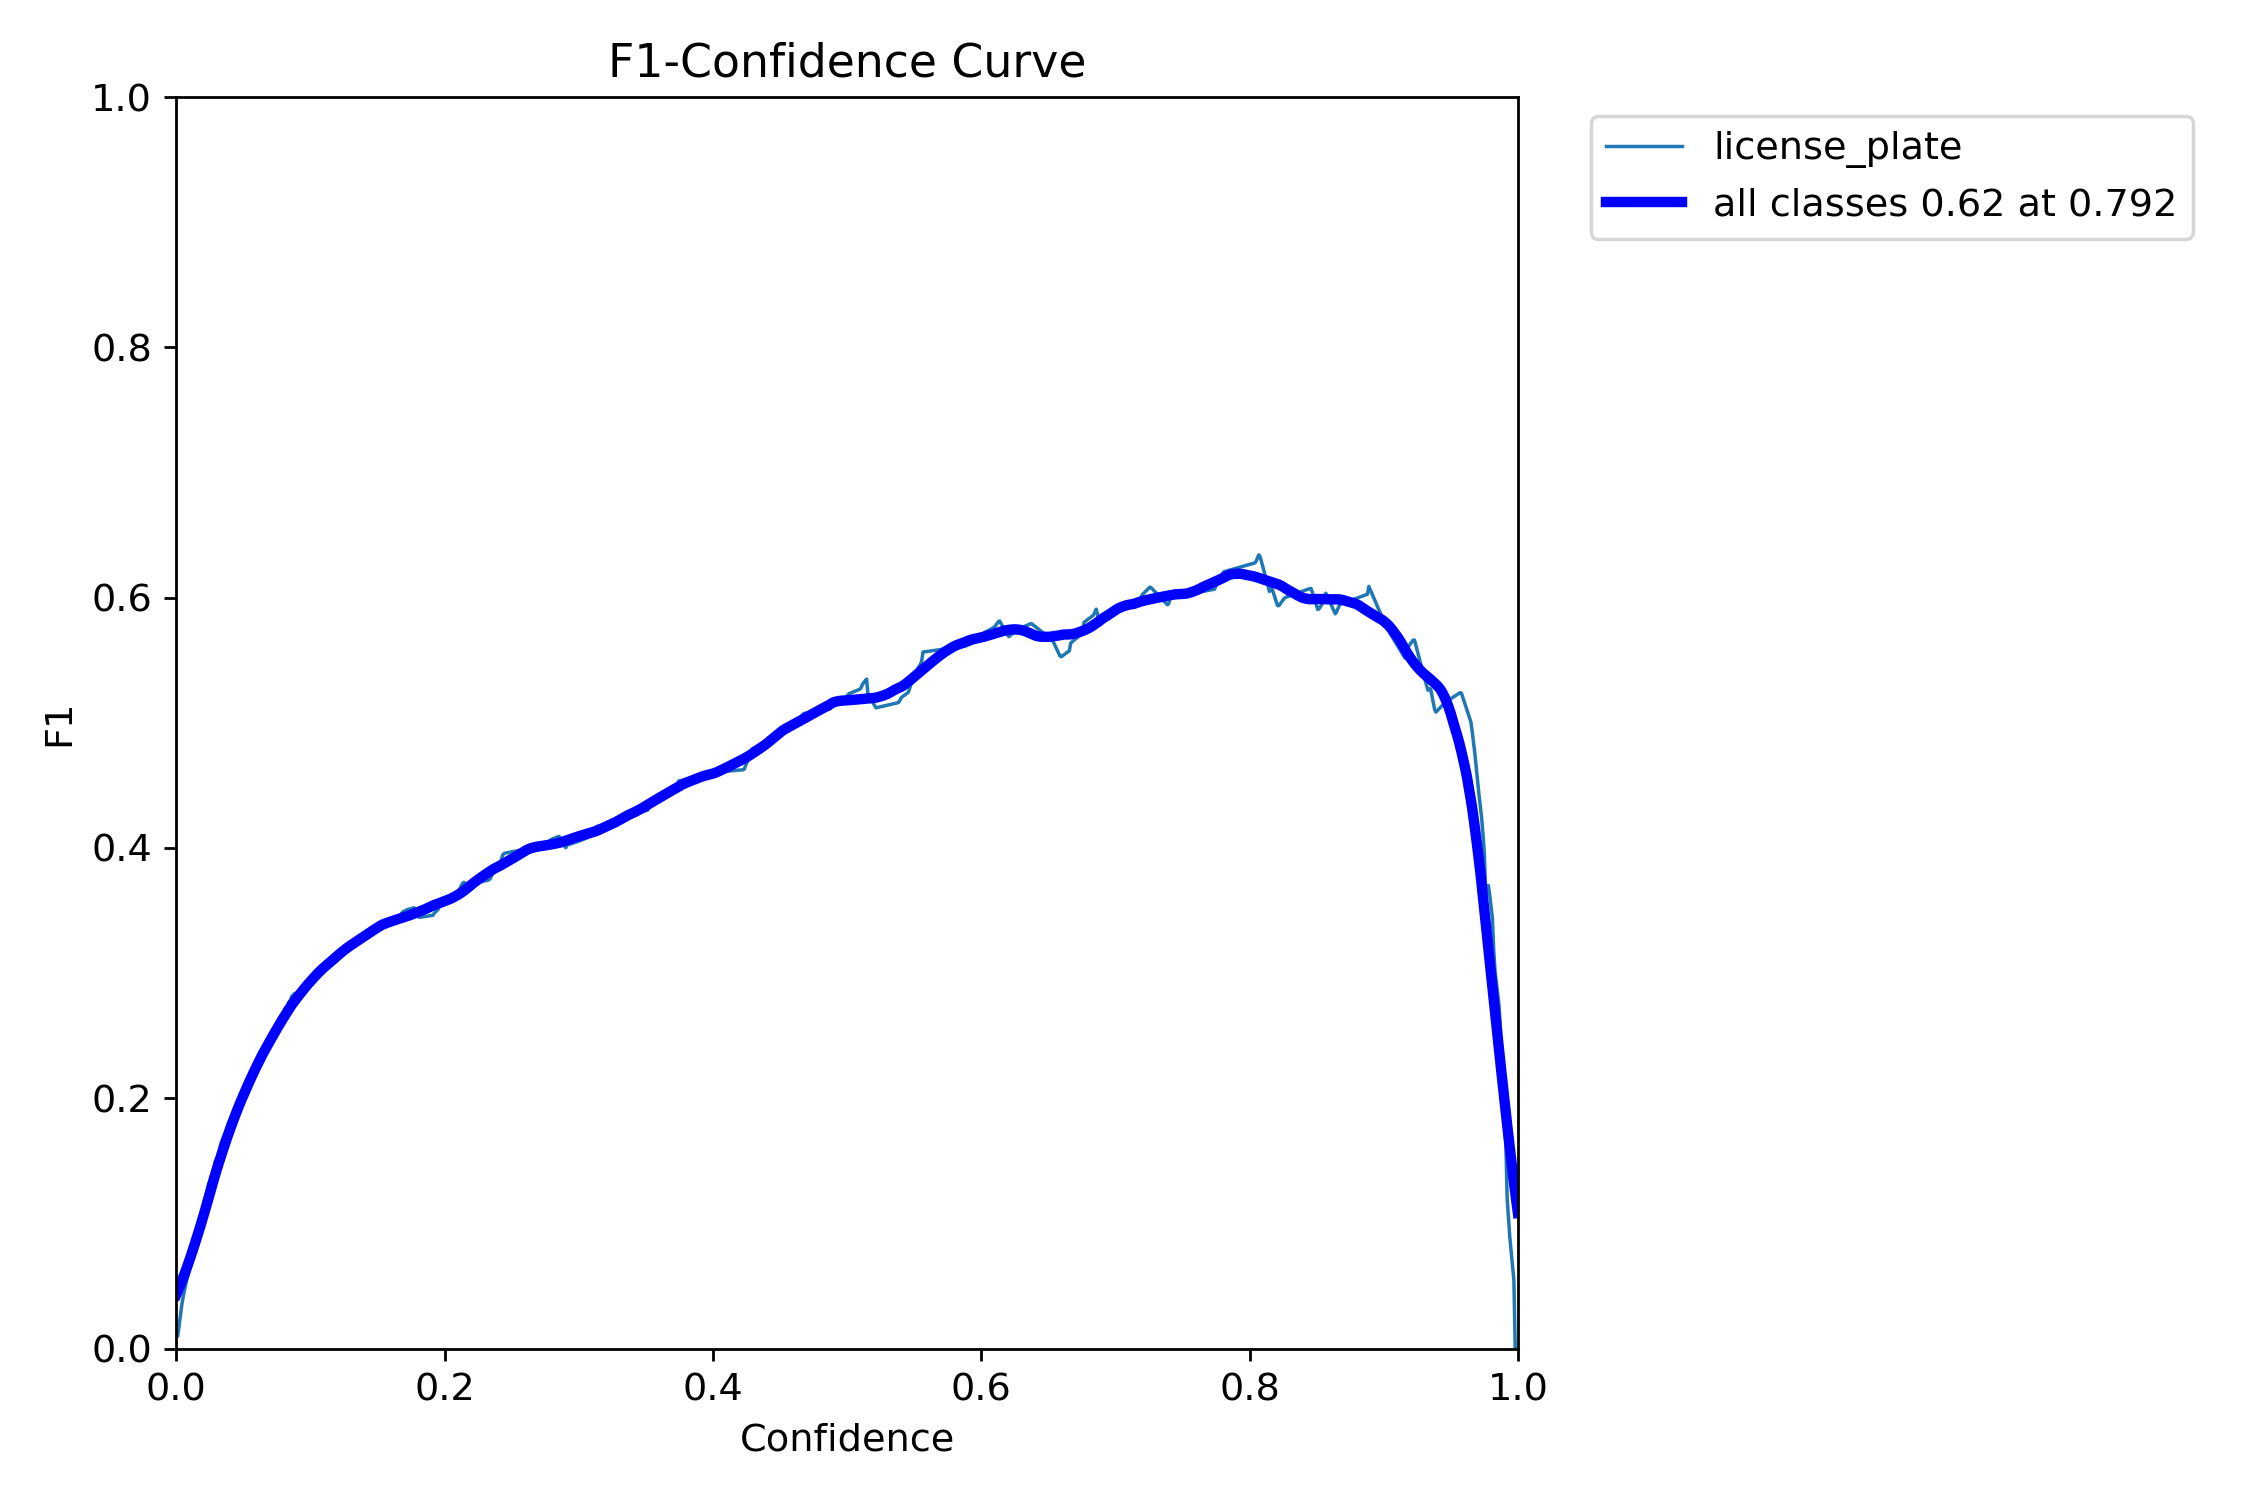 F1-Confidence Curve
license_plate
all classes 0.62 at 0.792
1.0
0.8
0.6
0.4
0.2
0.0
F1
0.0 0.2 0.4 0.6 0.8 1.0
Confidence